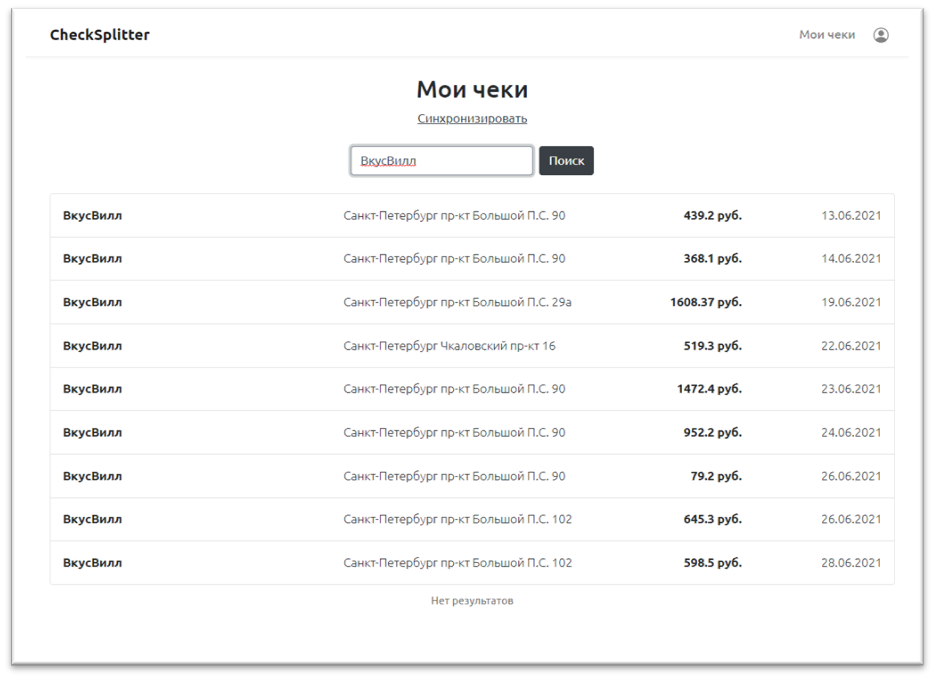 CheckSplitter Мои чеки
Мои чеки
Синхронизировать
ВкусВилл Поиск
ВкусВилл Санкт-Петербург пр-кт Большой П.С. 90 439.2 руб. 13.06.2021
ВкусВилл Санкт-Петербург пр-кт Большой П.С. 90 368.1 руб. 14.06.2021
ВкусВилл Санкт-Петербург пр-кт Большой П.С. 29а 1608.37 руб. 19.06.2021
ВкусВилл Санкт-Петербург Чкаловский пр-кт 16 519.3 руб. 22.06.2021
ВкусВилл Санкт-Петербург пр-кт Большой П.С. 90 1472.4 руб. 23.06.2021
ВкусВилл Санкт-Петербург пр-кт Большой П.С. 90 952.2 руб. 24.06.2021
ВкусВилл Санкт-Петербург пр-кт Большой П.С. 90 79.2 руб. 26.06.2021
ВкусВилл Санкт-Петербург пр-кт Большой П.С. 102 645.3 руб. 26.06.2021
ВкусВилл Санкт-Петербург пр-кт Большой П.С. 102 598.5 руб. 28.06.2021
Нет результатов